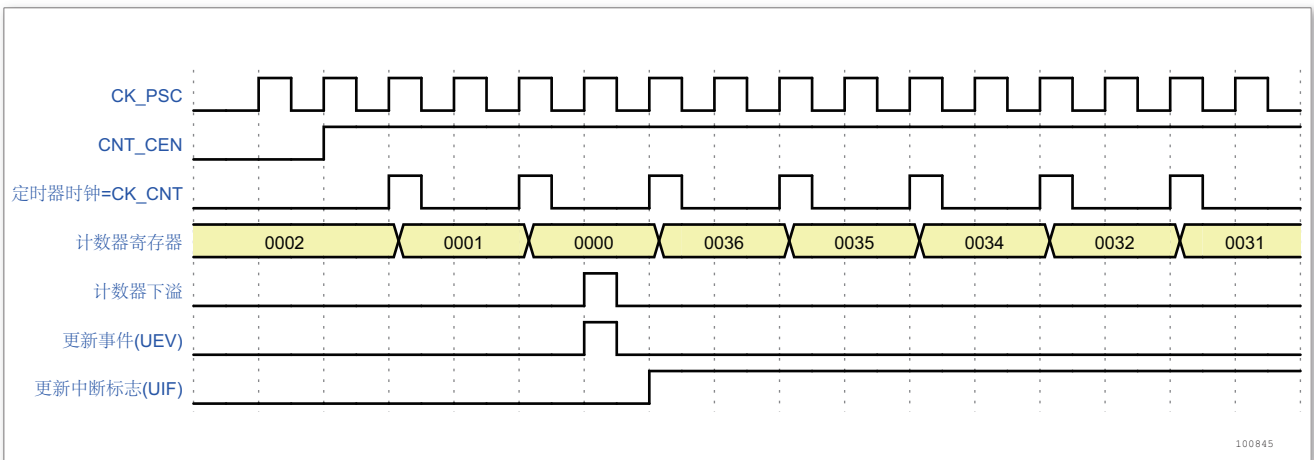 CK_PSC
CNT_CEN
定时器时钟=CK_CNT
计数器寄存器 0002 0001 0000 0036 0035 0034 0032 0031
计数器下溢
更新事件(UEV)
更新中断标志(UIF)
100845